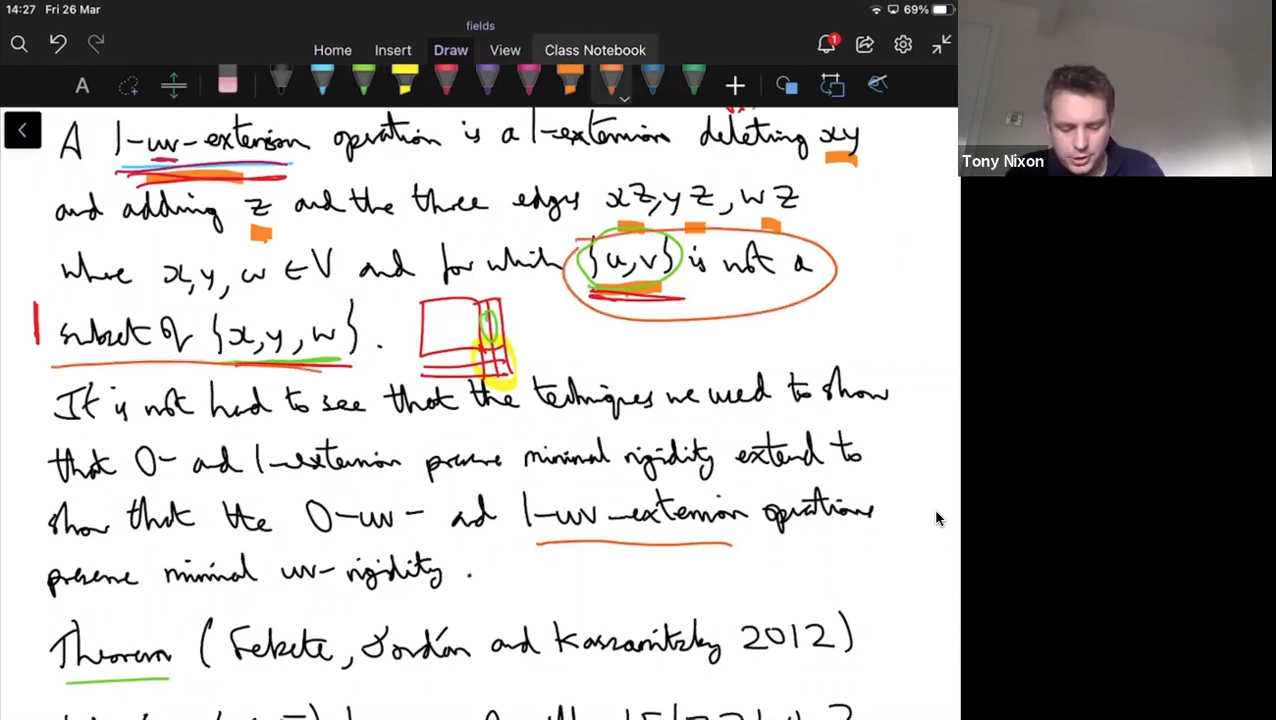 14:27 Fri 26 Mar
69%
fields
Home Insert Draw View Class Notebook
1
A
A 1-uv-extension operation is a 1-extension deleting xy
and adding z and the three edges xz, yz, wz
where x, y, w ∈ V and for which {u, v} is not a
subset of {x, y, w}.
It is not hard to see that the techniques we used to show
that 0- and 1-extension preserve minimal rigidity extend to
show that the 0-uv- and 1-uv-extension operations
preserve minimal uv-rigidity.
Theorem (Fekete, Jordán and Kaszanitzky 2012)
Tony Nixon